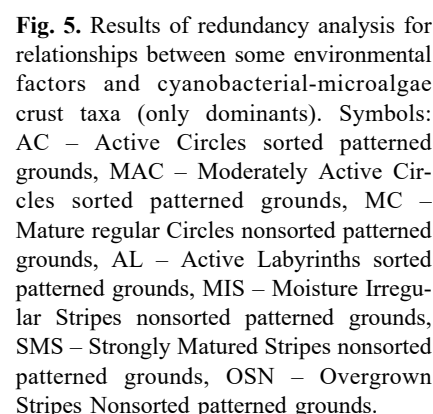 Fig. 5. Results of redundancy analysis for
relationships between some environmental
factors and cyanobacterial-microalgae
crust taxa (only dominants). Symbols:
AC – Active Circles sorted patterned
grounds, MAC – Moderately Active Cir-
cles sorted patterned grounds, MC –
Mature regular Circles nonsorted patterned
grounds, AL – Active Labyrinths sorted
patterned grounds, MIS – Moisture Irregu-
lar Stripes nonsorted patterned grounds,
SMS – Strongly Matured Stripes nonsorted
patterned grounds, OSN – Overgrown
Stripes Nonsorted patterned grounds.